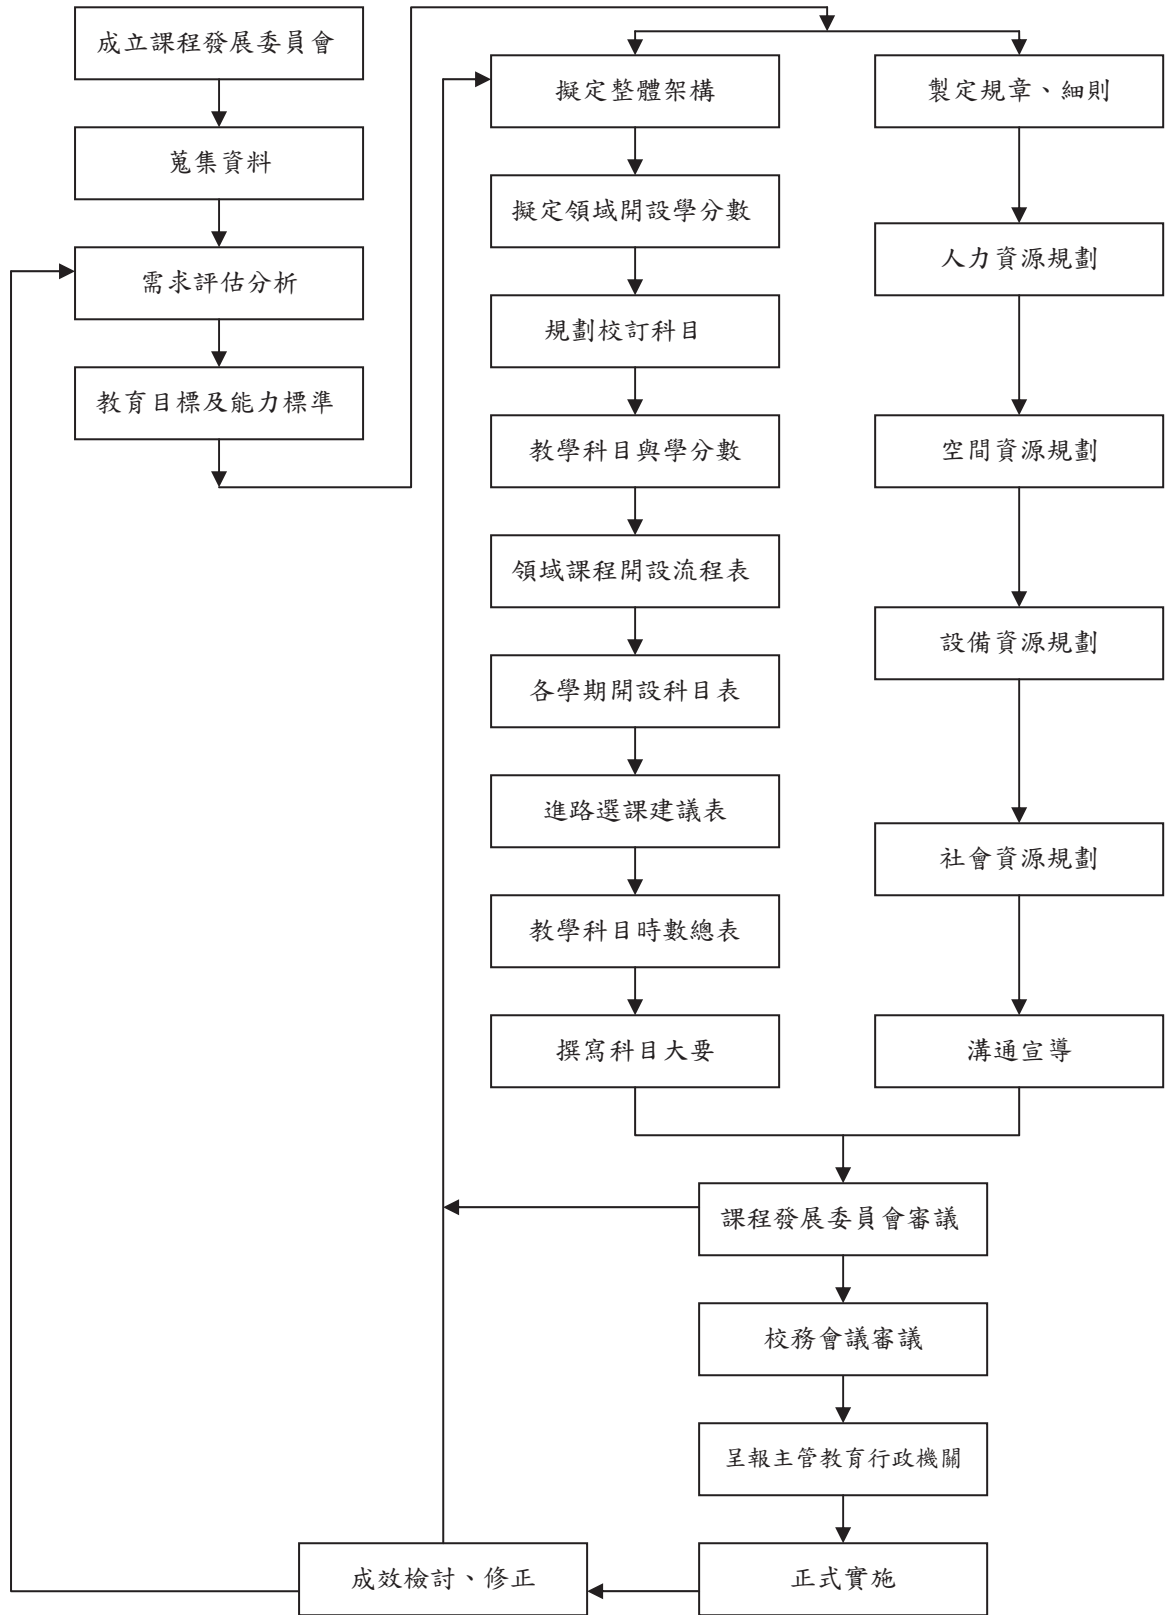 成立課程發展委員會
蒐集資料
需求評估分析
教育目標及能力標準
擬定整體架構
擬定領域開設學分數
規劃校訂科目
教學科目與學分數
領域課程開設流程表
各學期開設科目表
進路選課建議表
教學科目時數總表
撰寫科目大要
製定規章、細則
人力資源規劃
空間資源規劃
設備資源規劃
社會資源規劃
溝通宣導
課程發展委員會審議
校務會議審議
呈報主管教育行政機關
正式實施
成效檢討、修正